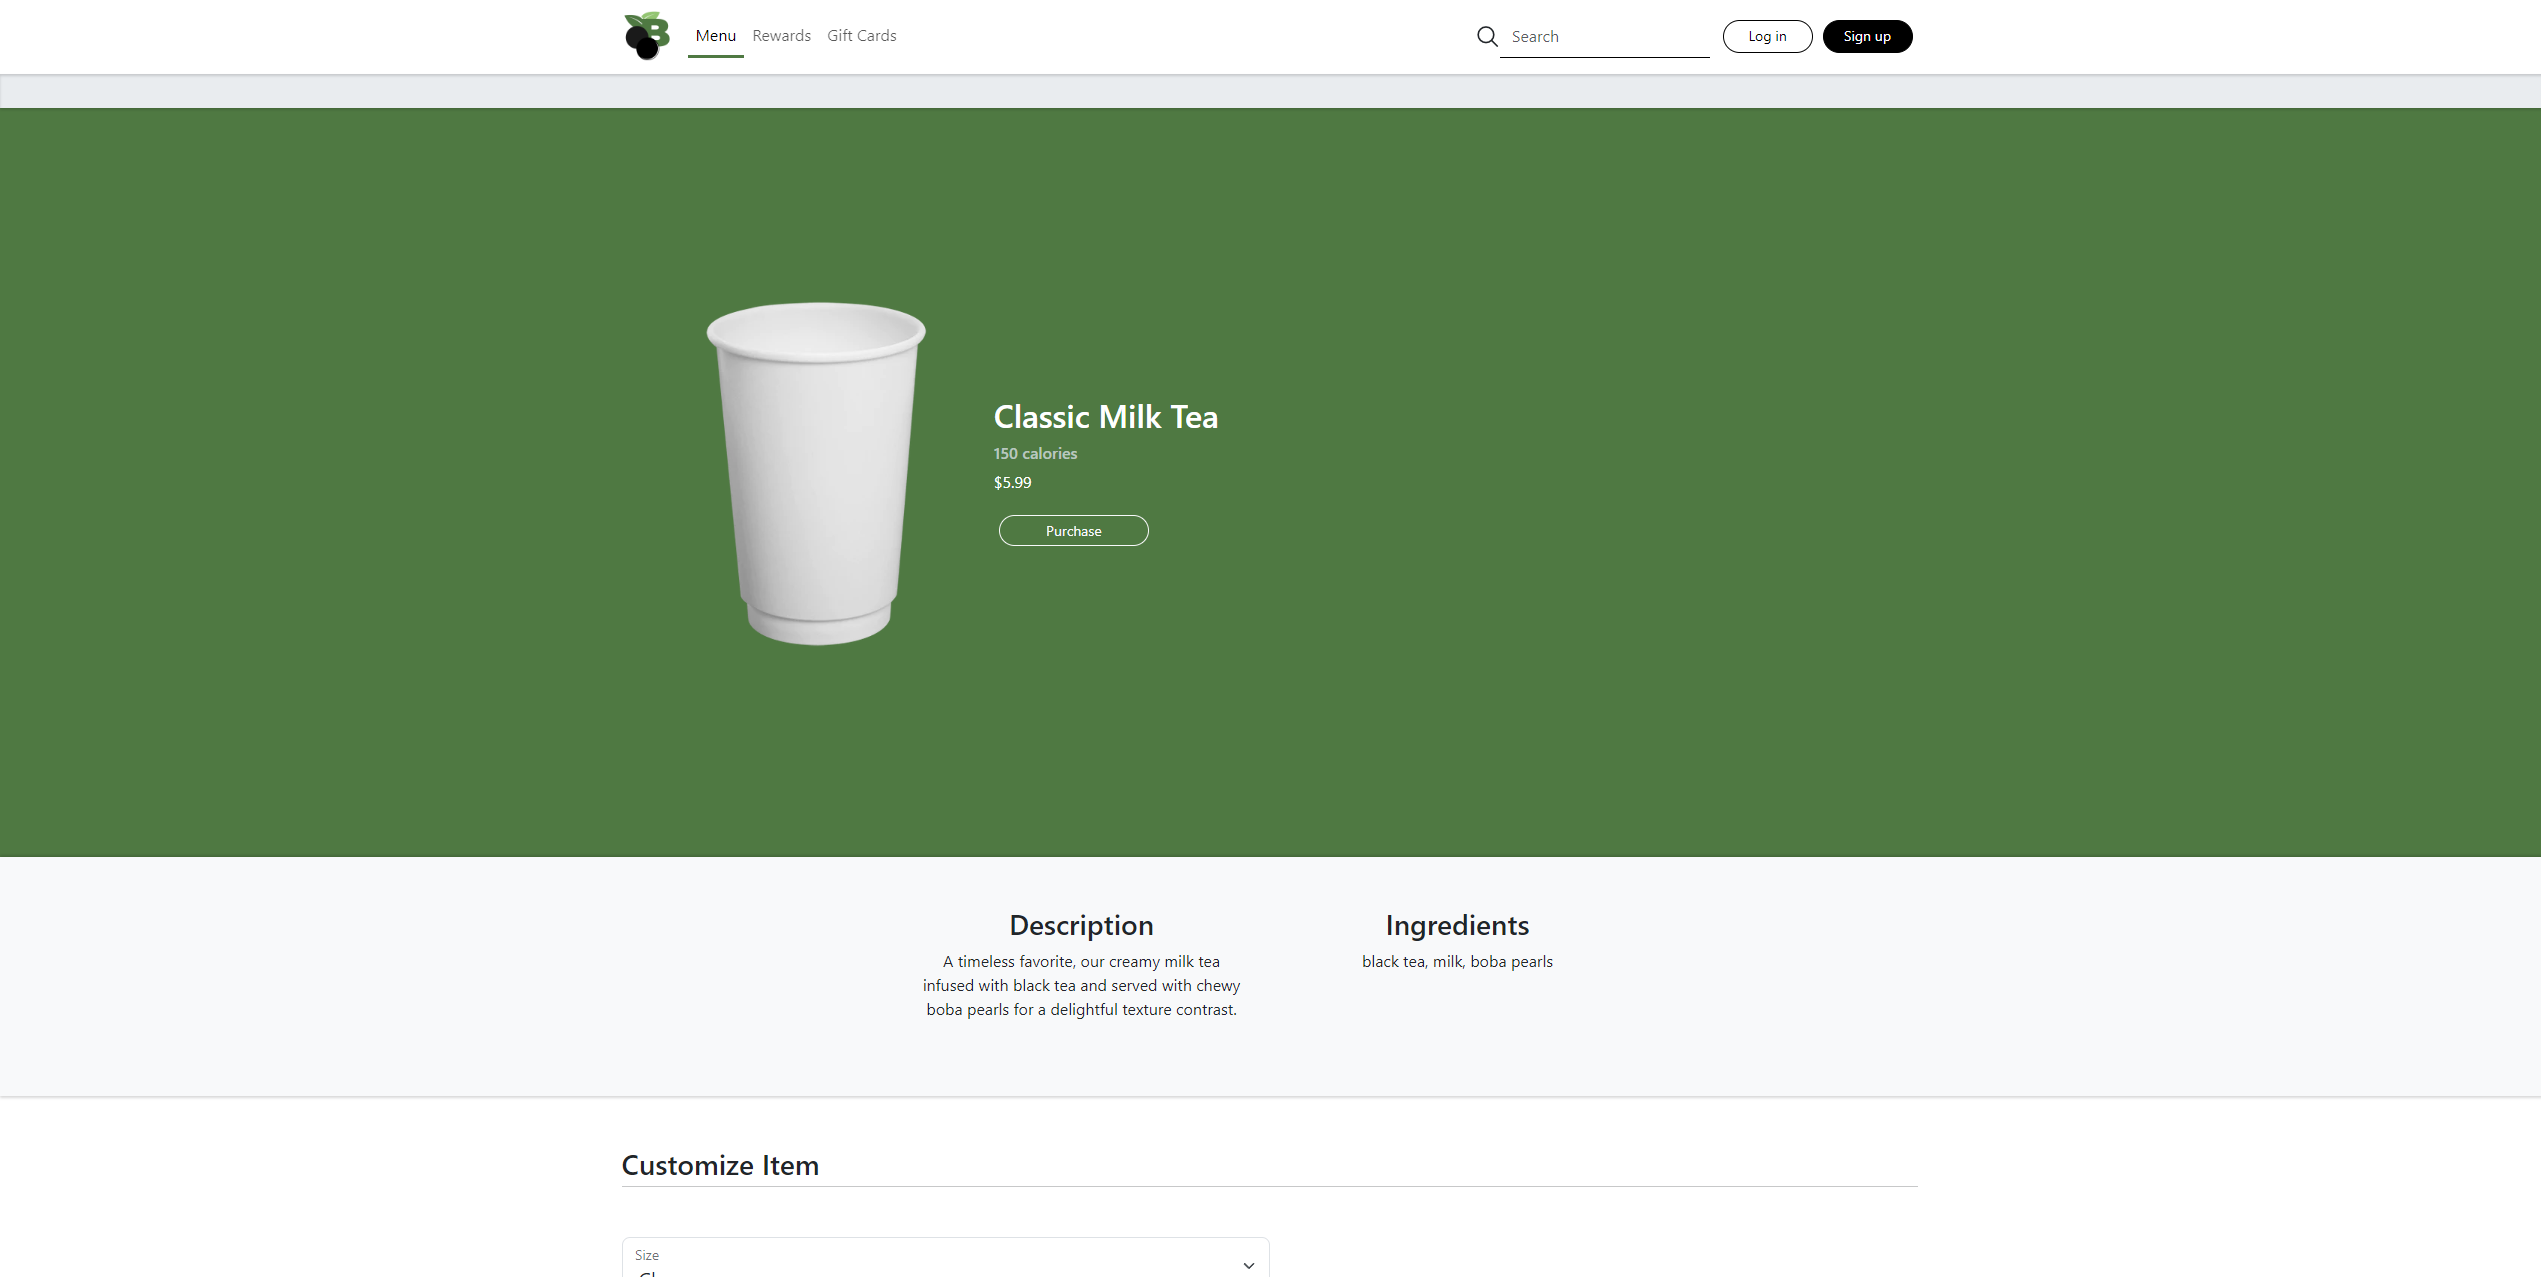 B
Menu Rewards Gift Cards Search Log in Sign up
Classic Milk Tea
150 calories
$5.99
Purchase
Description
A timeless favorite, our creamy milk tea
infused with black tea and served with chewy
boba pearls for a delightful texture contrast.
Ingredients
black tea, milk, boba pearls
Customize Item
Size